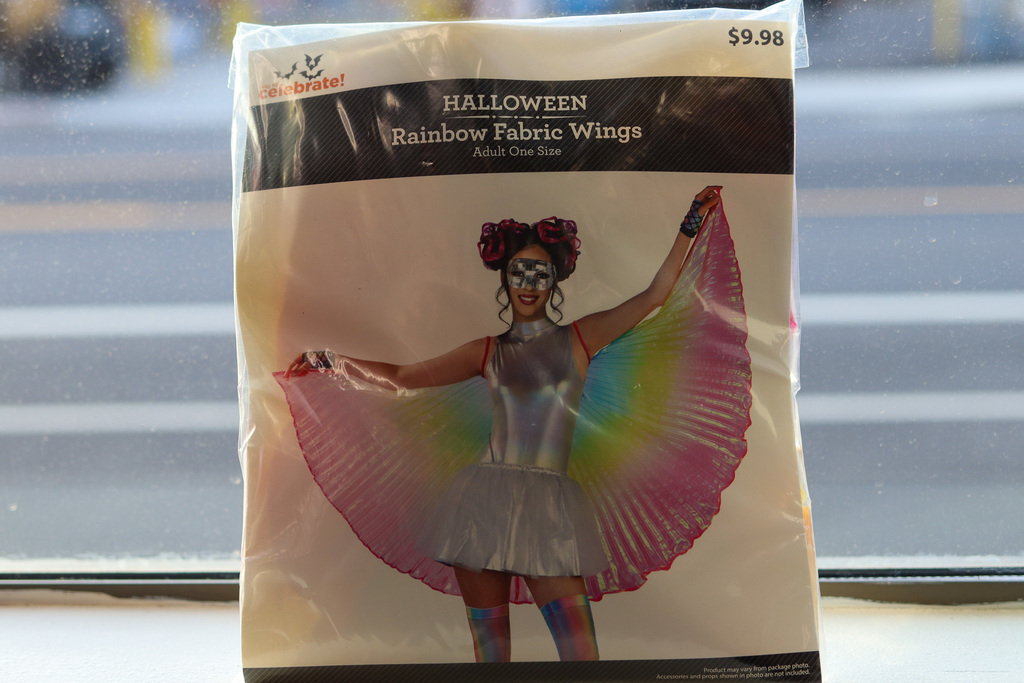 $9.98
celebrate!
HALLOWEEN
Rainbow Fabric Wings
Adult One Size
Product may vary from package photo.
Accessories and props shown in photo are not included.